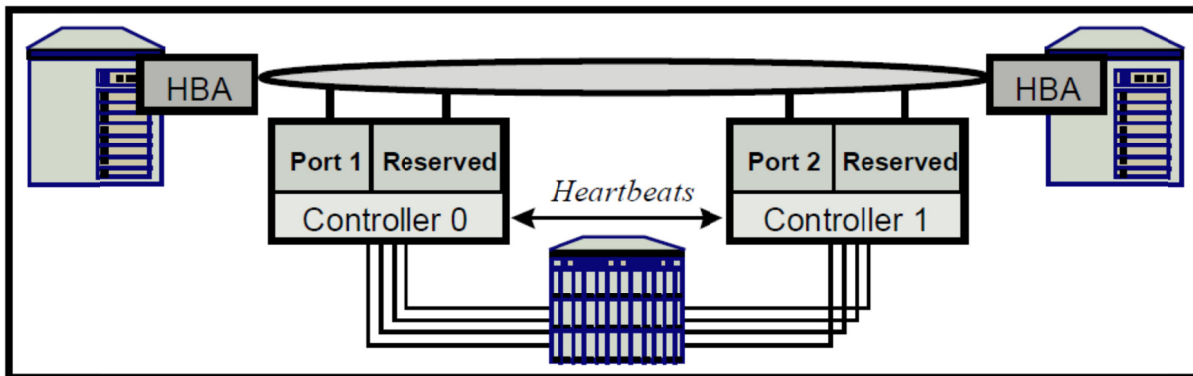 HBA
HBA
Port 1
Reserved
Port 2
Reserved
Heartbeats
Controller 0
Controller 1